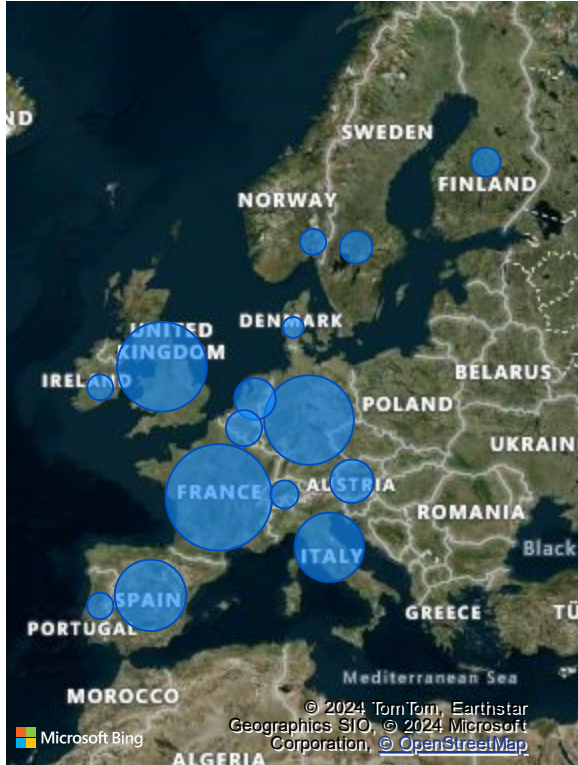 ND
SWEDEN
FINLAND
NORWAY
DENMARK
UNITED
KINGDOM
IRELAND
BELARUS
POLAND
UKRAIN
AUSTRIA
FRANCE
ROMANIA
Black
ITALY
SPAIN
GREECE
TÜ
PORTUGAL
Mediterranean Sea
MOROCCO
© 2024 TomTom, Earthstar
Geographics SIO, © 2024 Microsoft
Corporation, © OpenStreetMap
Microsoft Bing
ALGERIA